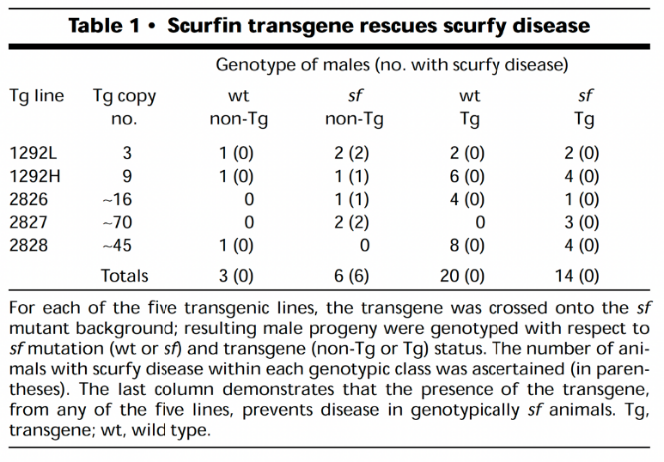 Table 1 • Scurfin transgene rescues scurfy disease
Genotype of males (no. with scurfy disease)
Tg line Tg copy wt sf wt sf
no. non-Tg non-Tg Tg Tg
1292L 3 1 (0) 2 (2) 2 (0) 2 (0)
1292H 9 1 (0) 1 (1) 6 (0) 4 (0)
2826 ~16 0 1 (1) 4 (0) 1 (0)
2827 ~70 0 2 (2) 0 3 (0)
2828 ~45 1 (0) 0 8 (0) 4 (0)
Totals 3 (0) 6 (6) 20 (0) 14 (0)
For each of the five transgenic lines, the transgene was crossed onto the sf
mutant background; resulting male progeny were genotyped with respect to
sf mutation (wt or sf) and transgene (non-Tg or Tg) status. The number of ani-
mals with scurfy disease within each genotypic class was ascertained (in paren-
theses). The last column demonstrates that the presence of the transgene,
from any of the five lines, prevents disease in genotypically sf animals. Tg,
transgene; wt, wild type.